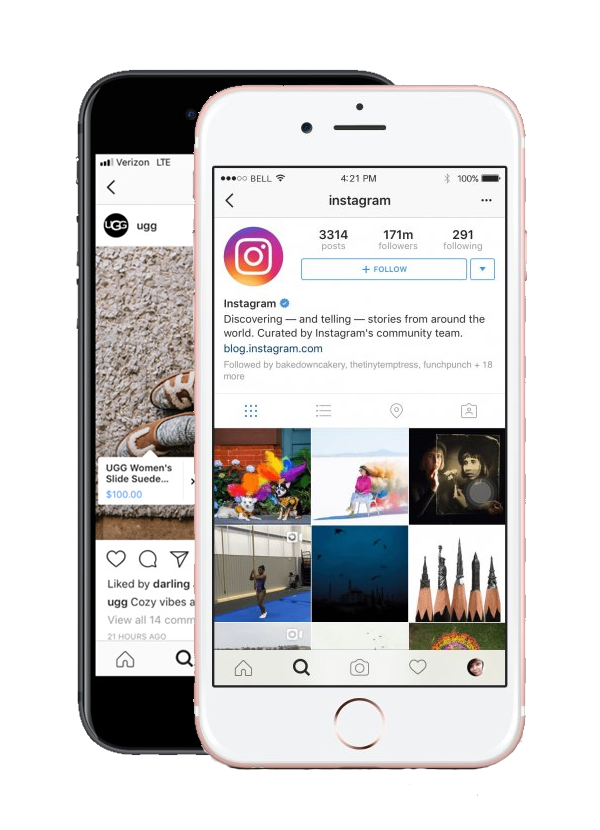 Verizon LTE
UGG
ugg
UGG Women's
Slide Suede...
$100.00
Liked by darling
ugg Cozy vibes a
View all 14 comm
21 HOURS AGO
BELL 4:21 PM 100%
instagram
3314 171m 291
posts followers following
+ FOLLOW
Instagram
Discovering — and telling — stories from around the
world. Curated by Instagram's community team.
blog.instagram.com
Followed by bakedowncakery, thetinytemptress, funchpunch + 18
more